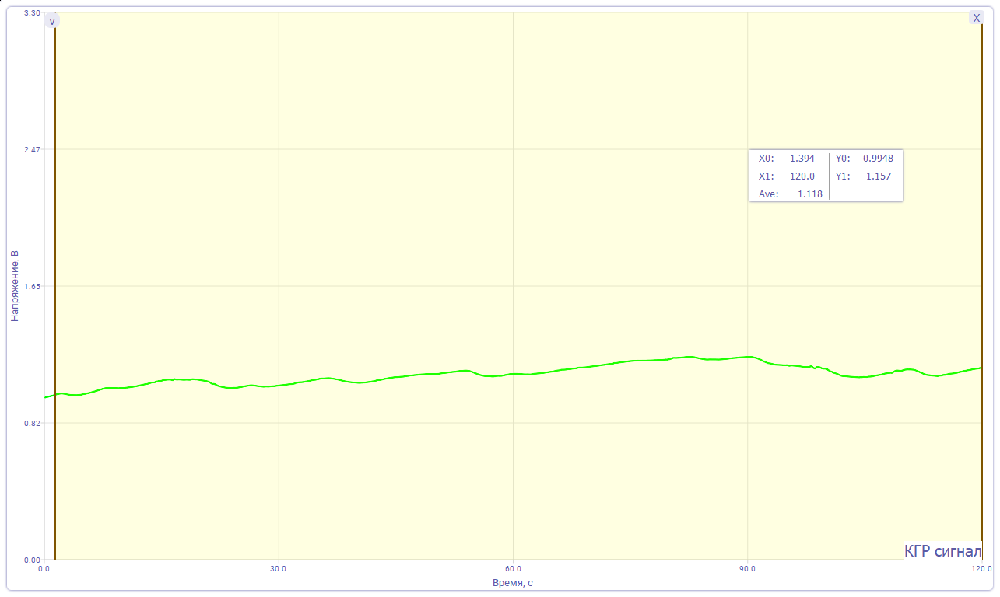 3.30
v
X
2.47
X0: 1.394 Y0: 0.9948
X1: 120.0 Y1: 1.157
Ave: 1.118
Напряжение, В
1.65
0.82
КГР сигнал
0.00
0.0 30.0 60.0 90.0 120.0
Время, с